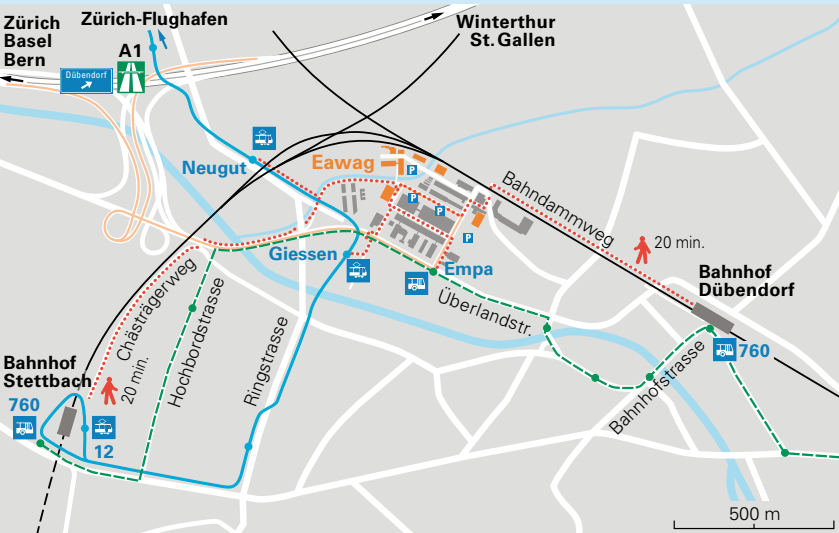 Zürich
Basel
Bern
Zürich-Flughafen
A1
Dübendorf
Winterthur
St. Gallen
Neugut
Eawag
P
P
P
P
Bahndammweg
20 min.
Bahnhof
Dübendorf
Giessen
Empa
Überlandstr.
Chästrägerweg
20 min.
Hochbordstrasse
Ringstrasse
Bahnhofstrasse
760
Bahnhof
Stettbach
760
12
500 m